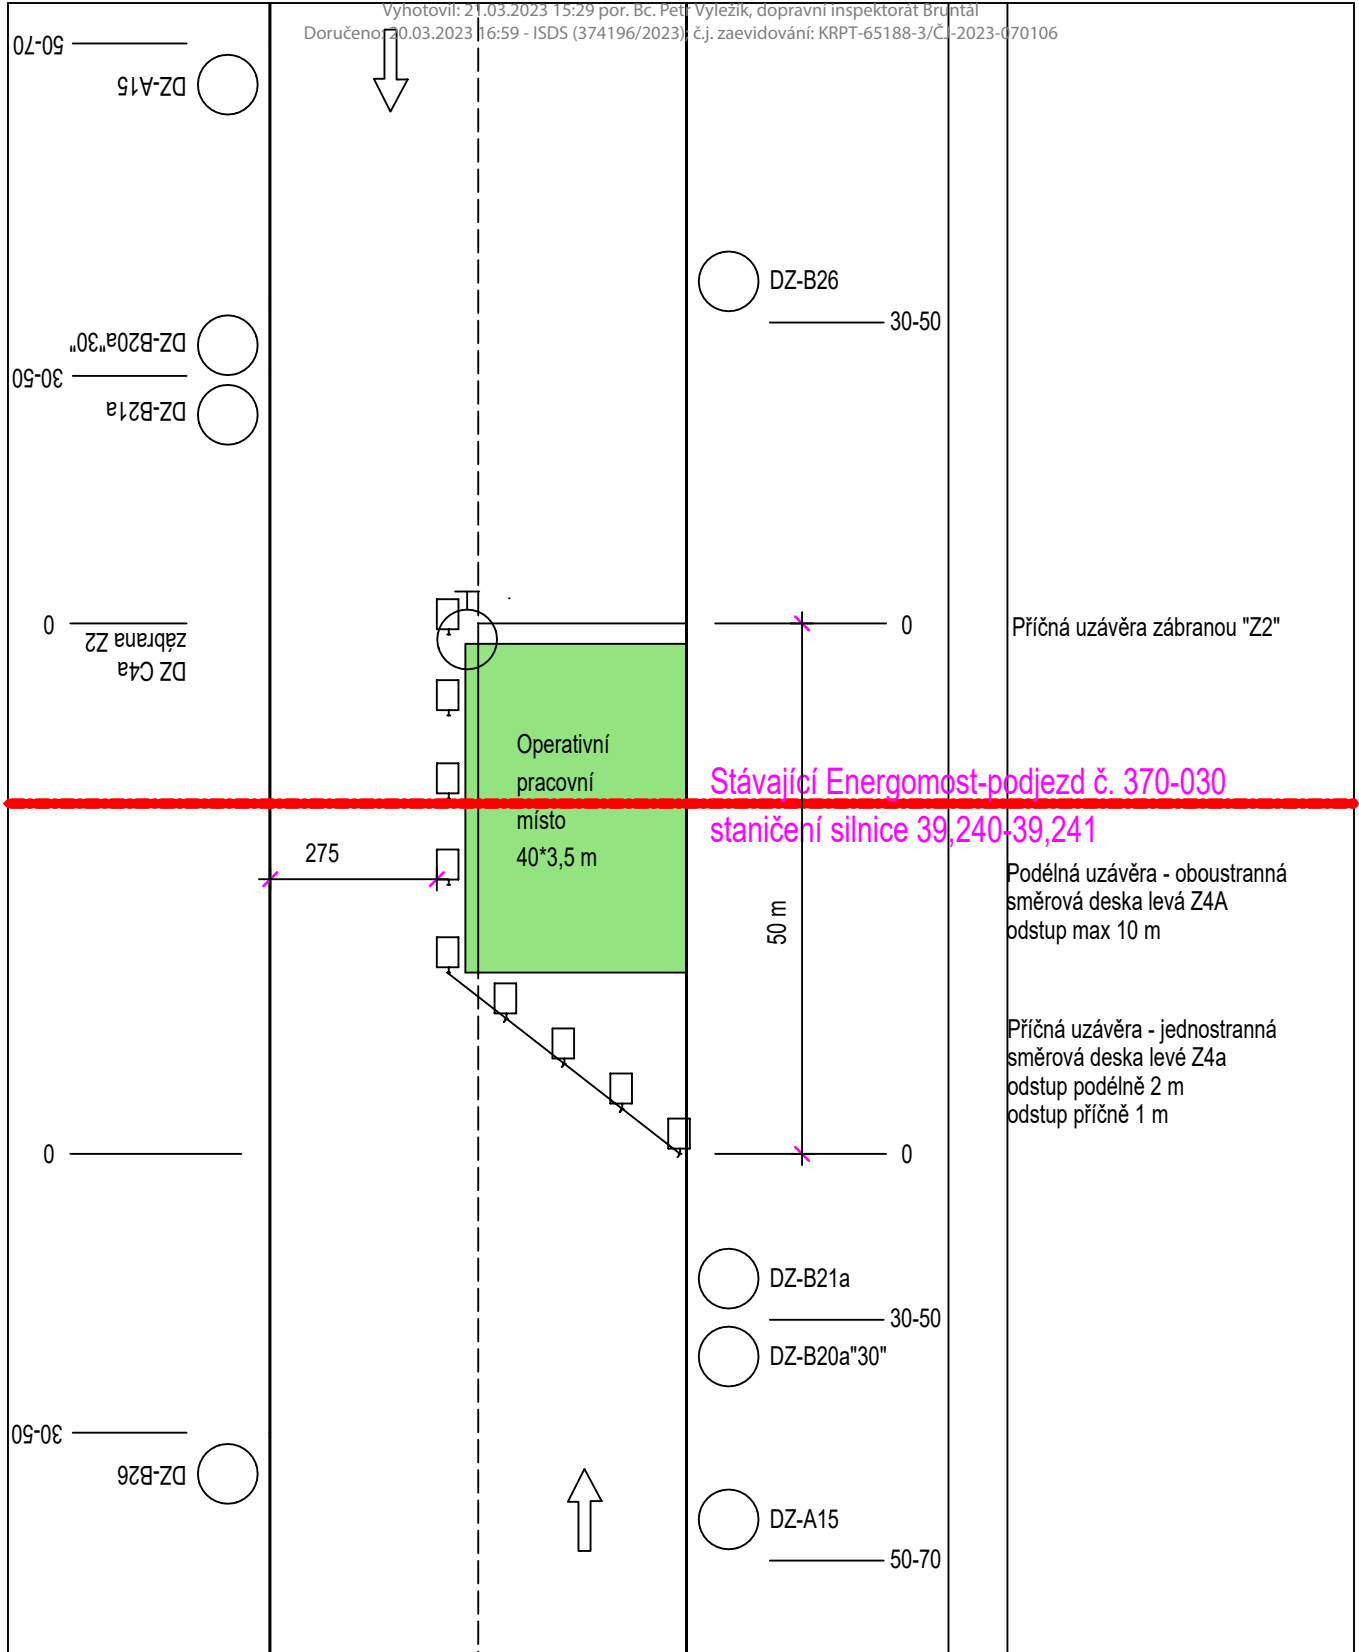 Vyhotovil: 21.03.2023 15:29 por. Bc. Petr Vyležík, dopravní inspektorát Bruntál
Doručeno: 20.03.2023 16:59 - ISDS (374196/2023), č.j. zaevidování: KRPT-65188-3/ČJ-2023-070106
50-70
DZ-A15
DZ-B26
30-50
DZ-B20a"30"
30-50
DZ-B21a
0
zábrana Z2
DZ C4a
0
Příčná uzávěra zábranou "Z2"
Operativní
pracovní
místo
40*3,5 m
Stávající Energomost-podjezd č. 370-030
staničení silnice 39,240-39,241
275
50 m
Podélná uzávěra - oboustranná
směrová deska levá Z4A
odstup max 10 m
Příčná uzávěra - jednostranná
směrová deska levé Z4a
odstup podélně 2 m
odstup příčně 1 m
0
0
DZ-B21a
30-50
DZ-B20a"30"
30-50
DZ-B26
DZ-A15
50-70